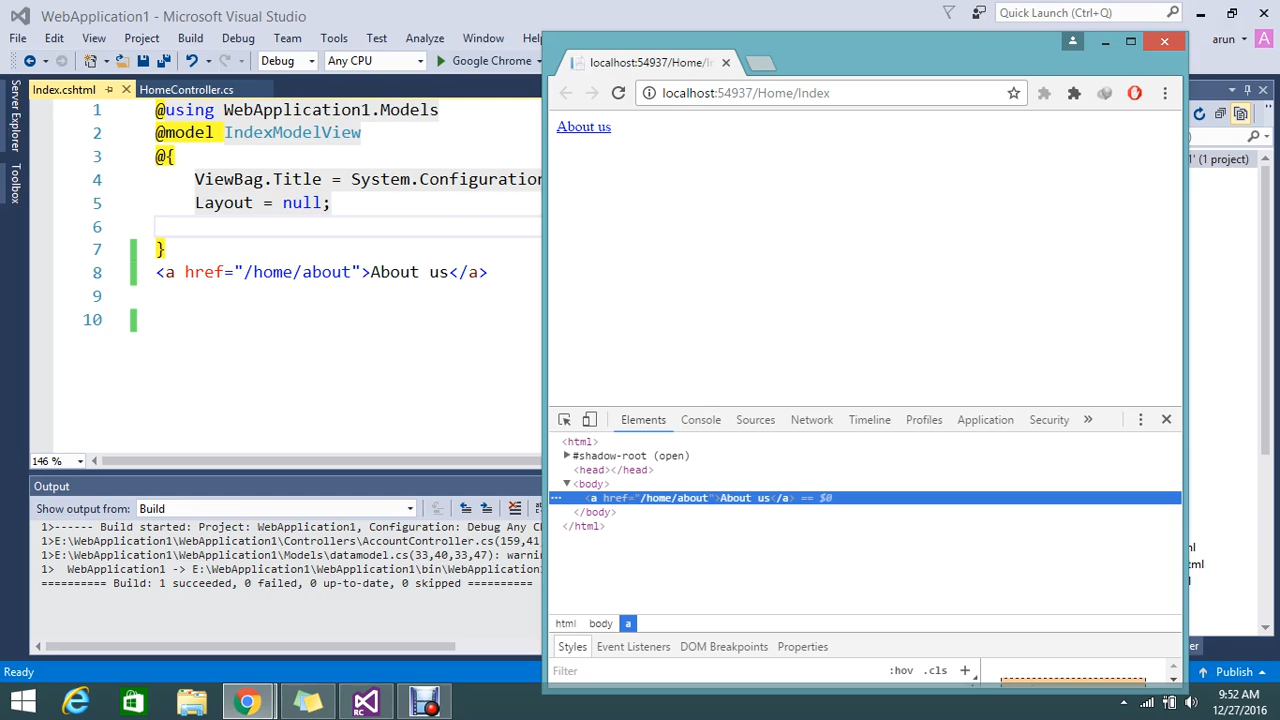 WebApplication1 - Microsoft Visual Studio
Quick Launch (Ctrl+Q)
File Edit View Project Build Debug Team Tools Test Analyze Window
arun A
Debug Any CPU Google Chrome
Index.cshtml HomeController.cs
Server Explorer
Toolbox
1 @using WebApplication1.Models
2 @model IndexModelView
3 @{
4 ViewBag.Title = System.Configuration
5 Layout = null;
6
7 }
8 <a href="/home/about">About us</a>
9
10
146 %
Output
Show output from: Build
1>------ Build started: Project: WebApplication1, Configuration: Debug Any C
1>E:\WebApplication1\WebApplication1\Controllers\AccountController.cs(159,41
1>E:\WebApplication1\WebApplication1\Models\datamodel.cs(33,40,33,47): warnin
1> WebApplication1 -> E:\WebApplication1\WebApplication1\bin\WebApplication
========== Build: 1 succeeded, 0 failed, 0 up-to-date, 0 skipped ==========
Ready
localhost:54937/Home/I
localhost:54937/Home/Index
About us
Elements Console Sources Network Timeline Profiles Application Security »
<html>
#shadow-root (open)
<head></head>
<body>
... <a href="/home/about">About us</a> == $0
</body>
</html>
html body a
Styles Event Listeners DOM Breakpoints Properties
Filter :hov .cls +
1' (1 project)
Publish
RC
9:52 AM
12/27/2016